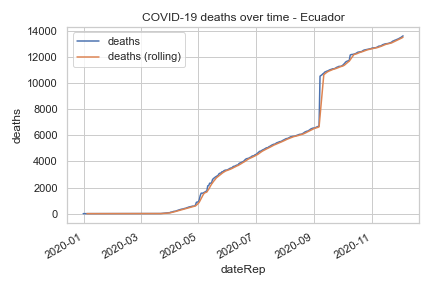 COVID-19 deaths over time - Ecuador
deaths
deaths (rolling)
14000
12000
10000
8000
6000
4000
2000
0
deaths
2020-01
2020-03
2020-05
2020-07
2020-09
2020-11
dateRep